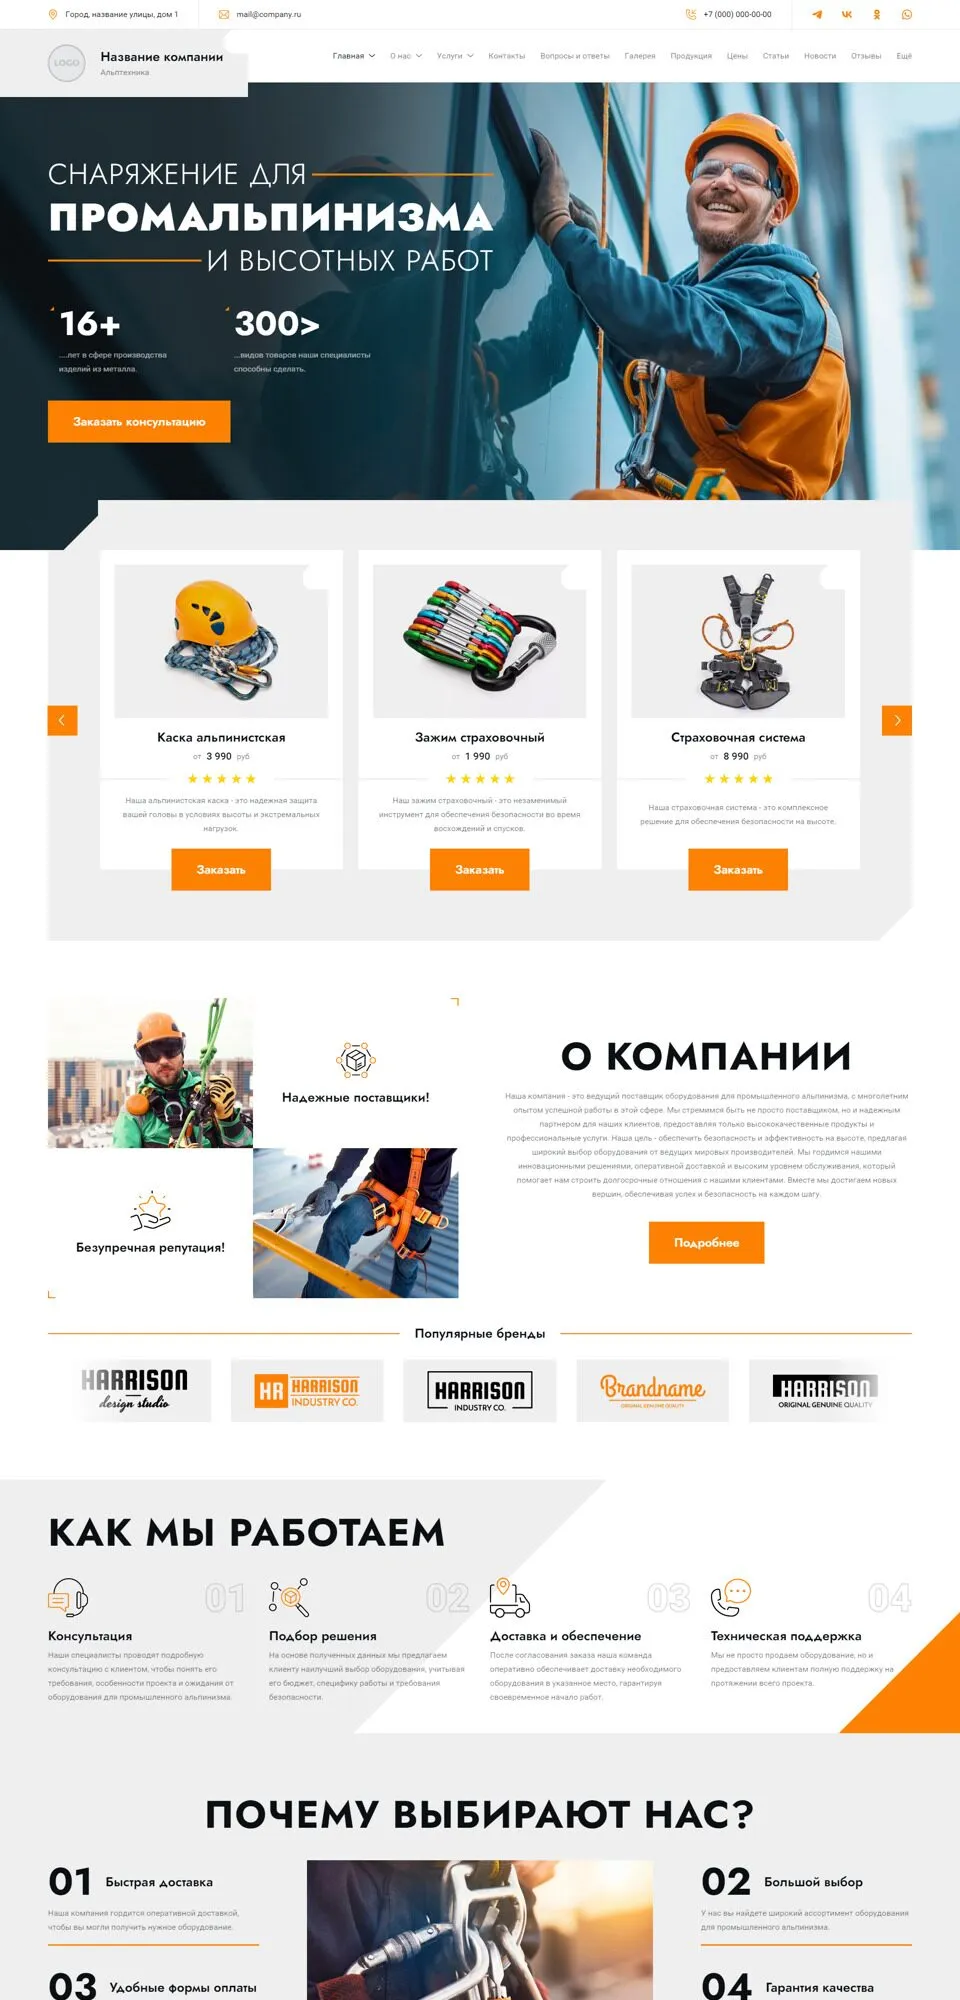 Город, название улицы, дом 1
mail@company.ru
+7 (000) 000-00-00
LOGO
Название компании
Альптехника
Главная
О нас
Услуги
Контакты
Вопросы и ответы
Галерея
Продукция
Цены
Статьи
Новости
Отзывы
Ещё
СНАРЯЖЕНИЕ ДЛЯ
ПРОМАЛЬПИНИЗМА
И ВЫСОТНЫХ РАБОТ
16+
....лет в сфере производства
изделий из металла.
300>
...видов товаров наши специалисты
способны сделать.
Заказать консультацию
Каска альпинистская
от 3 990 руб
Наша альпинистская каска - это надежная защита
вашей головы в условиях высоты и экстремальных
нагрузок.
Заказать
Зажим страховочный
от 1 990 руб
Наш зажим страховочный - это незаменимый
инструмент для обеспечения безопасности во время
восхождений и спусков.
Заказать
Страховочная система
от 8 990 руб
Наша страховочная система - это комплексное
решение для обеспечения безопасности на высоте.
Заказать
Надежные поставщики!
Безупречная репутация!
О КОМПАНИИ
Наша компания - это ведущий поставщик оборудования для промышленного альпинизма, с многолетним
опытом успешной работы в этой сфере. Мы стремимся быть не просто поставщиком, но и надежным
партнером для наших клиентов, предоставляя только высококачественные продукты и
профессиональные услуги. Наша цель - обеспечить безопасность и эффективность на высоте, предлагая
широкий выбор оборудования от ведущих мировых производителей. Мы гордимся нашими
инновационными решениями, оперативной доставкой и высоким уровнем обслуживания, который
помогает нам строить долгосрочные отношения с нашими клиентами. Вместе мы достигаем новых
вершин, обеспечивая успех и безопасность на каждом шагу.
Подробнее
Популярные бренды
HARRISON
design studio
HR HARRISON
INDUSTRY CO.
HARRISON
INDUSTRY CO.
Brandname
ORIGINAL GENUINE QUALITY
HARRISON
ORIGINAL GENUINE QUALITY
КАК МЫ РАБОТАЕМ
01
Консультация
Наши специалисты проводят подробную
консультацию с клиентом, чтобы понять его
требования, особенности проекта и ожидания от
оборудования для промышленного альпинизма.
02
Подбор решения
На основе полученных данных мы предлагаем
клиенту наилучший выбор оборудования, учитывая
его бюджет, специфику работы и требования
безопасности.
03
Доставка и обеспечение
После согласования заказа наша команда
оперативно обеспечивает доставку необходимого
оборудования в указанное место, гарантируя
своевременное начало работ.
04
Техническая поддержка
Мы не просто продаем оборудование, но и
предоставляем клиентам полную поддержку на
протяжении всего проекта.
ПОЧЕМУ ВЫБИРАЮТ НАС?
01 Быстрая доставка
Наша компания гордится оперативной доставкой,
чтобы вы могли получить нужное оборудование.
02 Большой выбор
У нас вы найдете широкий ассортимент оборудования
для промышленного альпинизма.
03 Удобные формы оплаты
04 Гарантия качества